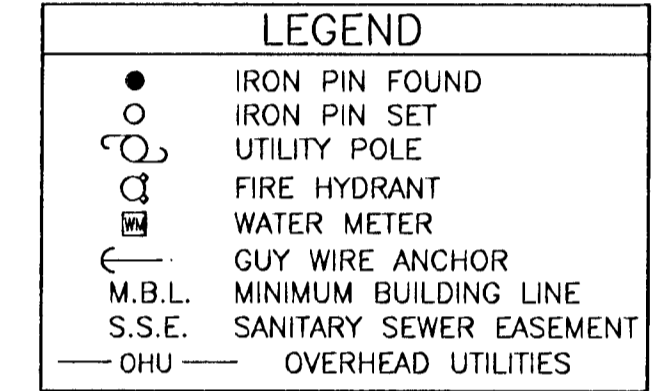 LEGEND
IRON PIN FOUND
IRON PIN SET
UTILITY POLE
FIRE HYDRANT
WM WATER METER
GUY WIRE ANCHOR
M.B.L. MINIMUM BUILDING LINE
S.S.E. SANITARY SEWER EASEMENT
OHU OVERHEAD UTILITIES